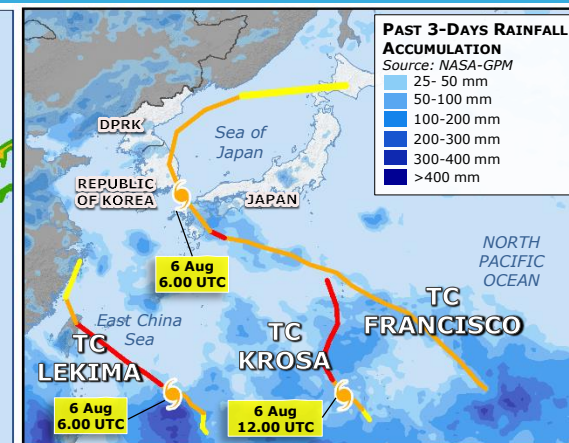 PAST 3-DAYS RAINFALL
ACCUMULATION
Source: NASA-GPM
25- 50 mm
50-100 mm
100-200 mm
200-300 mm
300-400 mm
>400 mm
DPRK
Sea of
Japan
REPUBLIC
OF KOREA
JAPAN
6 Aug
6.00 UTC
NORTH
PACIFIC
OCEAN
East China
Sea
TC
LEKIMA
TC
KROSA
TC
FRANCISCO
6 Aug
6.00 UTC
6 Aug
12.00 UTC